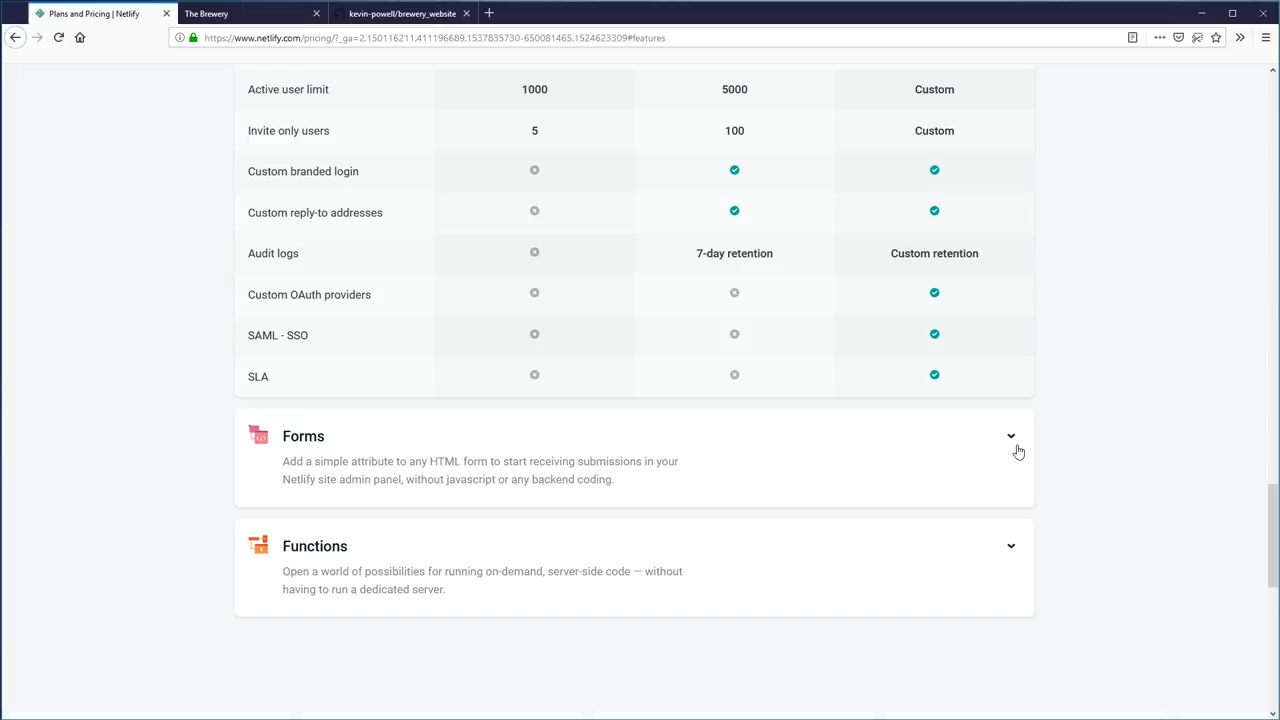 Plans and Pricing | Netlify
The Brewery
kevin-powell/brewery_website
https://www.netlify.com/pricing/?_ga=2.150116211.411196689.1537835730-650081465.1524623309#features
Active user limit 1000 5000 Custom
Invite only users 5 100 Custom
Custom branded login
Custom reply-to addresses
Audit logs 7-day retention Custom retention
Custom OAuth providers
SAML - SSO
SLA
Forms
Add a simple attribute to any HTML form to start receiving submissions in your
Netlify site admin panel, without javascript or any backend coding.
Functions
Open a world of possibilities for running on-demand, server-side code — without
having to run a dedicated server.